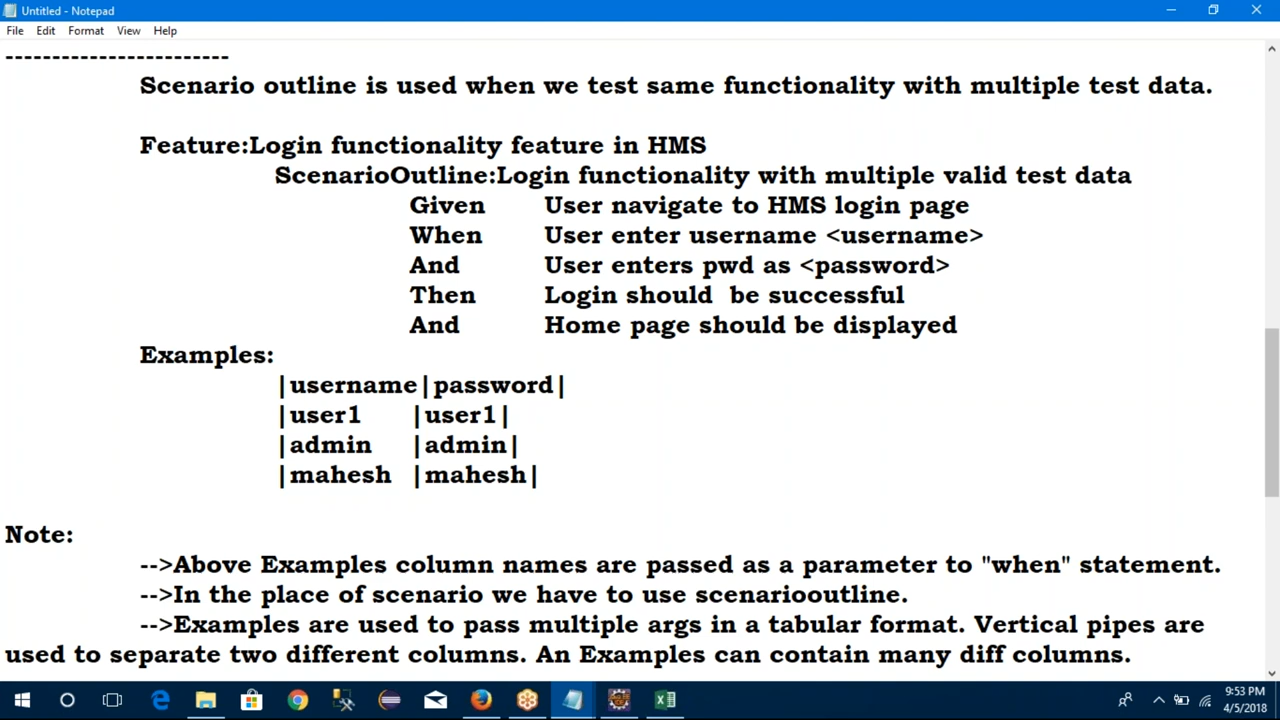 Untitled - Notepad
File Edit Format View Help
------------------------
Scenario outline is used when we test same functionality with multiple test data.
Feature:Login functionality feature in HMS
ScenarioOutline:Login functionality with multiple valid test data
Given User navigate to HMS login page
When User enter username <username>
And User enters pwd as <password>
Then Login should be successful
And Home page should be displayed
Examples:
|username|password|
|user1 |user1|
|admin |admin|
|mahesh |mahesh|
Note:
-->Above Examples column names are passed as a parameter to "when" statement.
-->In the place of scenario we have to use scenariooutline.
-->Examples are used to pass multiple args in a tabular format. Vertical pipes are
used to separate two different columns. An Examples can contain many diff columns.
9:53 PM
4/5/2018